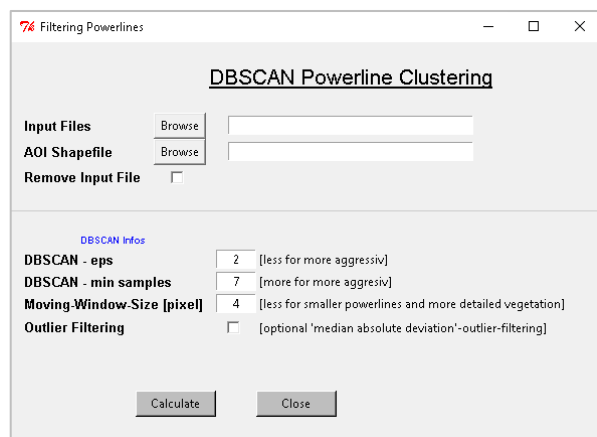 Filtering Powerlines
DBSCAN Powerline Clustering
Input Files Browse
AOI Shapefile Browse
Remove Input File
DBSCAN Infos
DBSCAN - eps 2 [less for more aggressiv]
DBSCAN - min samples 7 [more for more aggresiv]
Moving-Window-Size [pixel] 4 [less for smaller powerlines and more detailed vegetation]
Outlier Filtering [optional 'median absolute deviation'-outlier-filtering]
Calculate Close